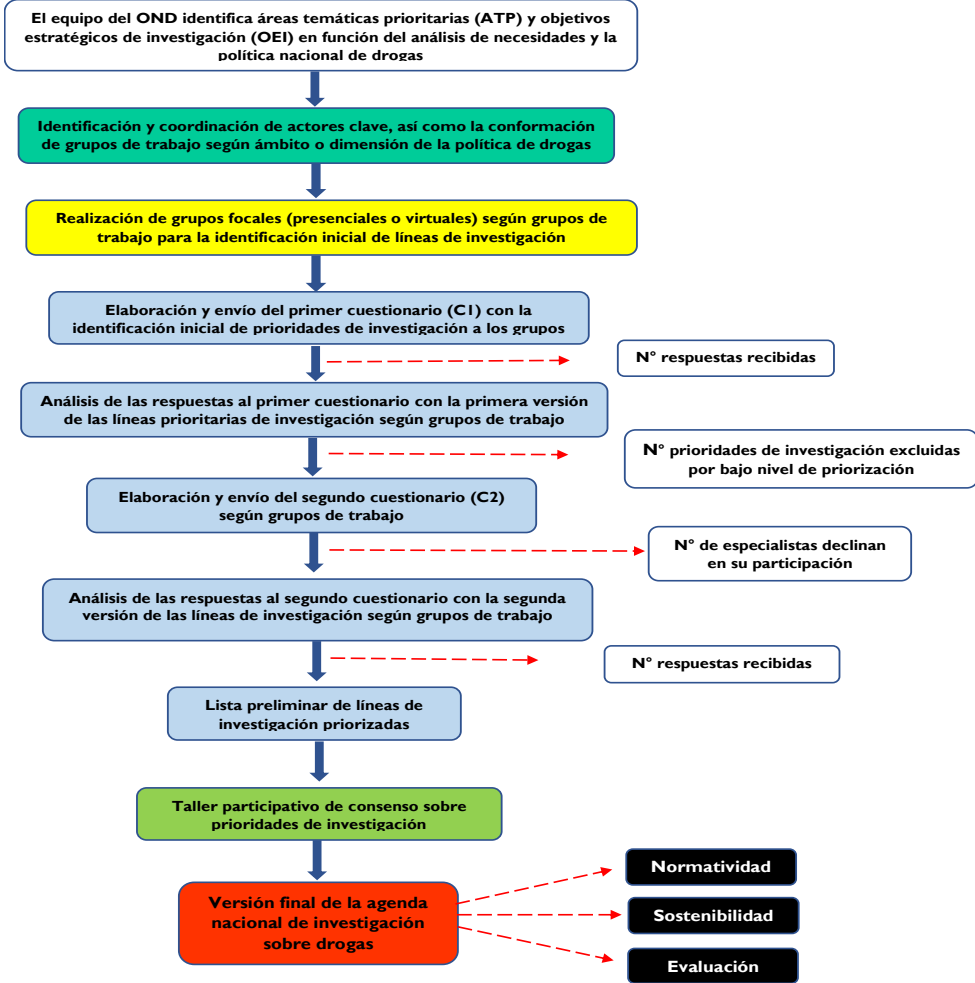 El equipo del OND identifica áreas temáticas prioritarias (ATP) y objetivos
estratégicos de investigación (OEI) en función del análisis de necesidades y la
política nacional de drogas
Identificación y coordinación de actores clave, así como la conformación
de grupos de trabajo según ámbito o dimensión de la política de drogas
Realización de grupos focales (presenciales o virtuales) según grupos de
trabajo para la identificación inicial de líneas de investigación
Elaboración y envío del primer cuestionario (C1) con la
identificación inicial de prioridades de investigación a los grupos
N° respuestas recibidas
Análisis de las respuestas al primer cuestionario con la primera versión
de las líneas prioritarias de investigación según grupos de trabajo
N° prioridades de investigación excluidas
por bajo nivel de priorización
Elaboración y envío del segundo cuestionario (C2)
según grupos de trabajo
N° de especialistas declinan
en su participación
Análisis de las respuestas al segundo cuestionario con la segunda
versión de las líneas de investigación según grupos de trabajo
N° respuestas recibidas
Lista preliminar de líneas de
investigación priorizadas
Taller participativo de consenso sobre
prioridades de investigación
Versión final de la agenda
nacional de investigación
sobre drogas
Normatividad
Sostenibilidad
Evaluación